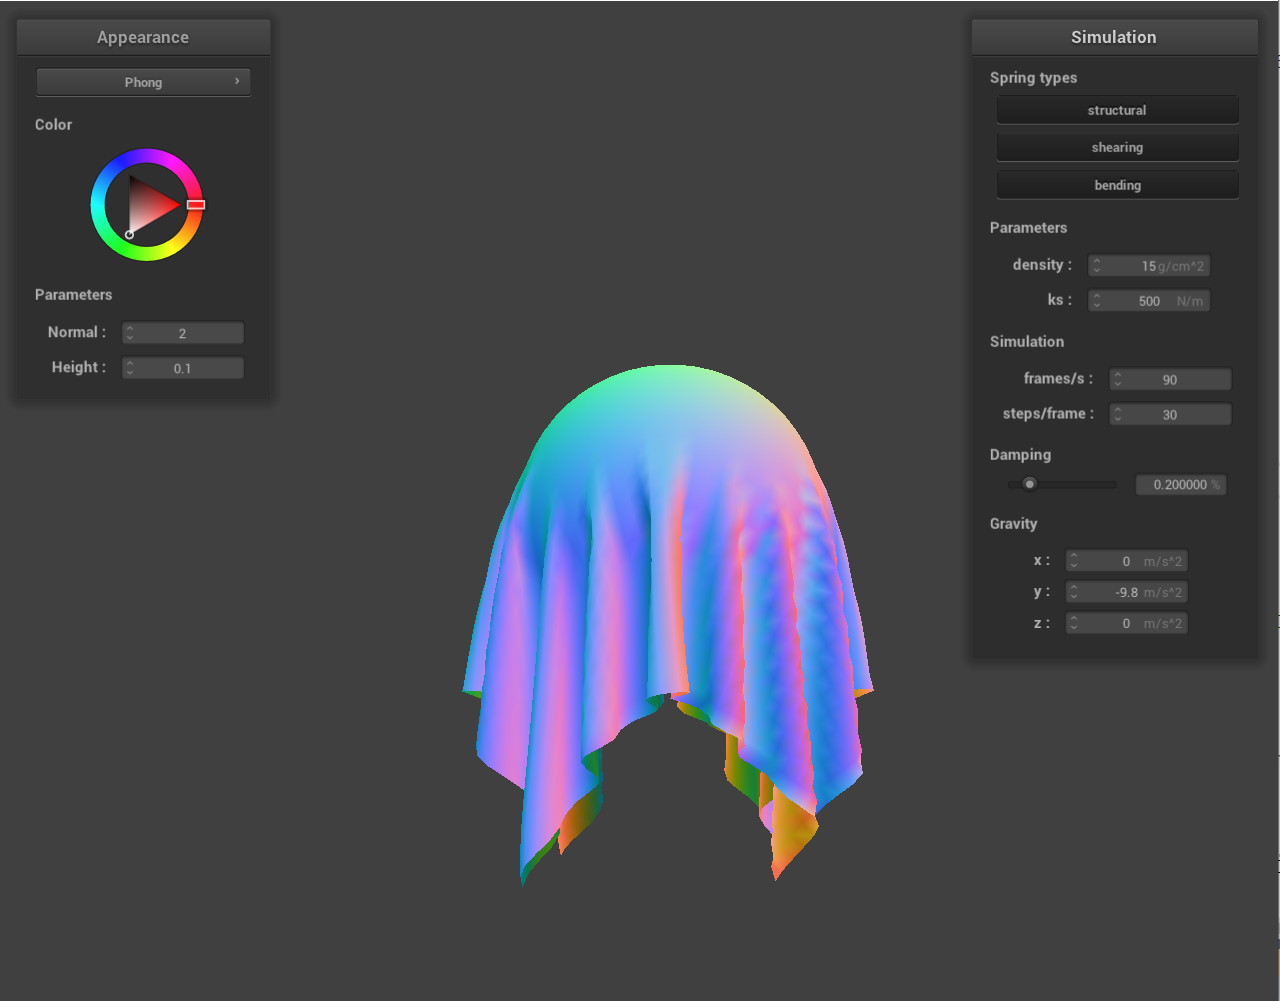 Appearance
Phong
Color
Parameters
Normal : 2
Height : 0.1
Simulation
Spring types
structural
shearing
bending
Parameters
density : 15 g/cm^2
ks : 500 N/m
Simulation
frames/s : 90
steps/frame : 30
Damping
0.200000 %
Gravity
x : 0 m/s^2
y : -9.8 m/s^2
z : 0 m/s^2